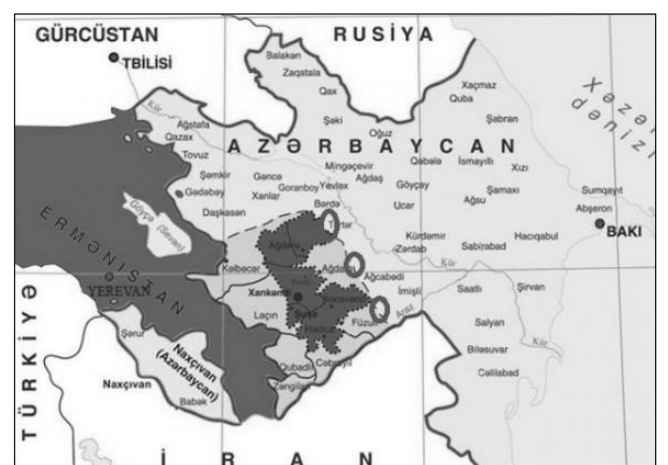 GÜRCÜSTAN
RUSİYA
TBİLİSİ
Balakən
Zaqatala
Qax
Xaçmaz
Quba
Xəzər
dənizi
Şabran
Kür
Ağstafa
Qazax
Tovuz
Şəki
Oğuz
AZƏRBAYCAN
Mingəçevir
Qəbələ
İsmayıllı
Xızı
Şəmkir
Gəncə
Goranboy
Yevlax
Ağdaş
Göyçay
Gədəbəy
Xanlar
Şamaxı
Sumqayıt
Ağsu
Abşeron
Daşkəsən
Bərdə
Ucar
Tərtər
BAKI
Göyçə
(Sevan)
Kürdəmir
Hacıqabul
Zərdab
Sabirabad
ERMƏNİSTAN
Ağdərə
Kəlbəcər
Ağdam
Ağcabədi
Kür
YEREVAN
Xankəndi
İmişli
Saatlı
Şirvan
Xocavənd
Laçın
Şuşa
Füzuli
Araz
Salyan
Hadrut
Şərur
Kür
Naxçıvan
(Azərbaycan)
Biləsuvar
Qubadlı
Cəbrayıl
Cəlilabad
Naxçıvan
Zəngilan
Babək
TÜRKİYƏ
İRAN